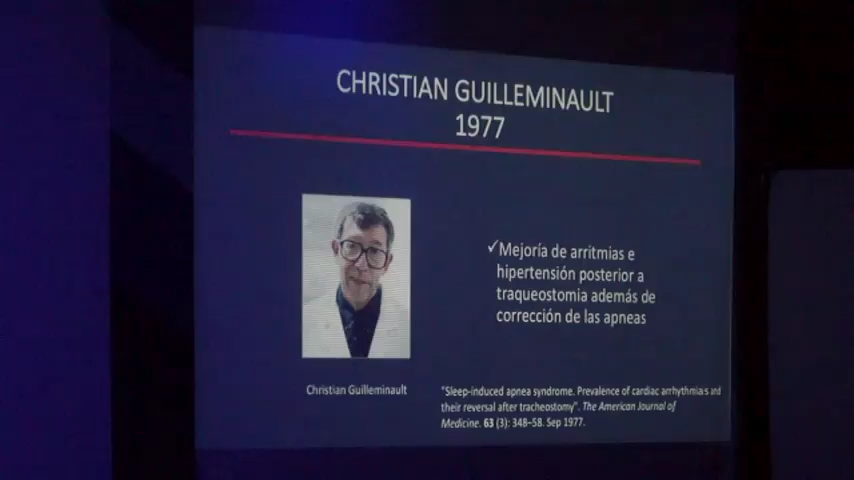 CHRISTIAN GUILLEMINAULT
1977
✓Mejoría de arritmias e
hipertensión posterior a
traqueostomia además de
corrección de las apneas
Christian Guilleminault
"Sleep-induced apnea syndrome. Prevalence of cardiac arrhythmias and
their reversal after tracheostomy". The American Journal of
Medicine. 63 (3): 348–58. Sep 1977.